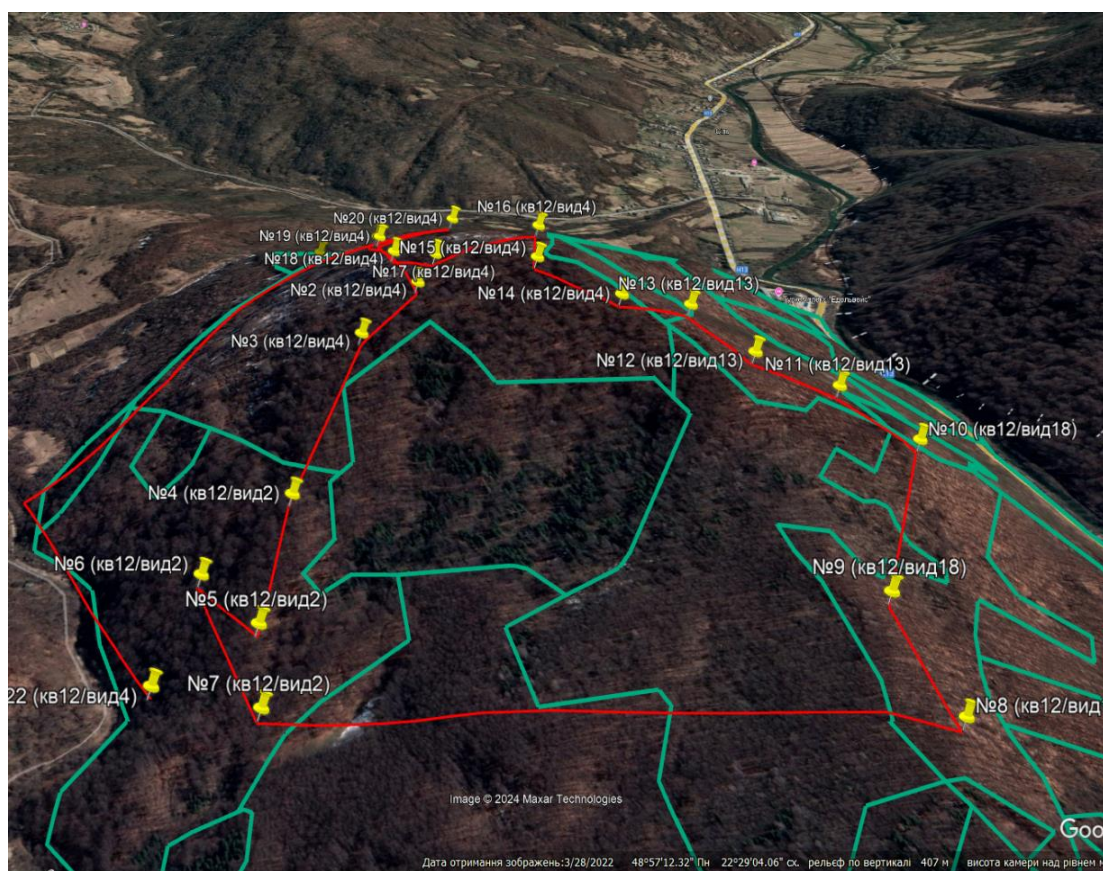 №16 (кв12/вид4)
№20 (кв12/вид4)
№19 (кв12/вид4)
№15 (кв12/вид4)
№18 (кв12/вид4)
№17 (кв12/вид4)
№2 (кв12/вид4)
№14 (кв12/вид4)
№13 (кв12/вид13)
№3 (кв12/вид4)
№12 (кв12/вид13)
№11 (кв12/вид13)
№10 (кв12/вид18)
№4 (кв12/вид2)
№6 (кв12/вид2)
№9 (кв12/вид18)
№5 (кв12/вид2)
№7 (кв12/вид2)
22 (кв12/вид4)
№8 (кв12/вид
Image © 2024 Maxar Technologies
Goo
Дата отримання зображень:3/28/2022 48°57'12.32" Пн 22°29'04.06" сх. рельєф по вертикалі 407 м висота камери над рівнем м